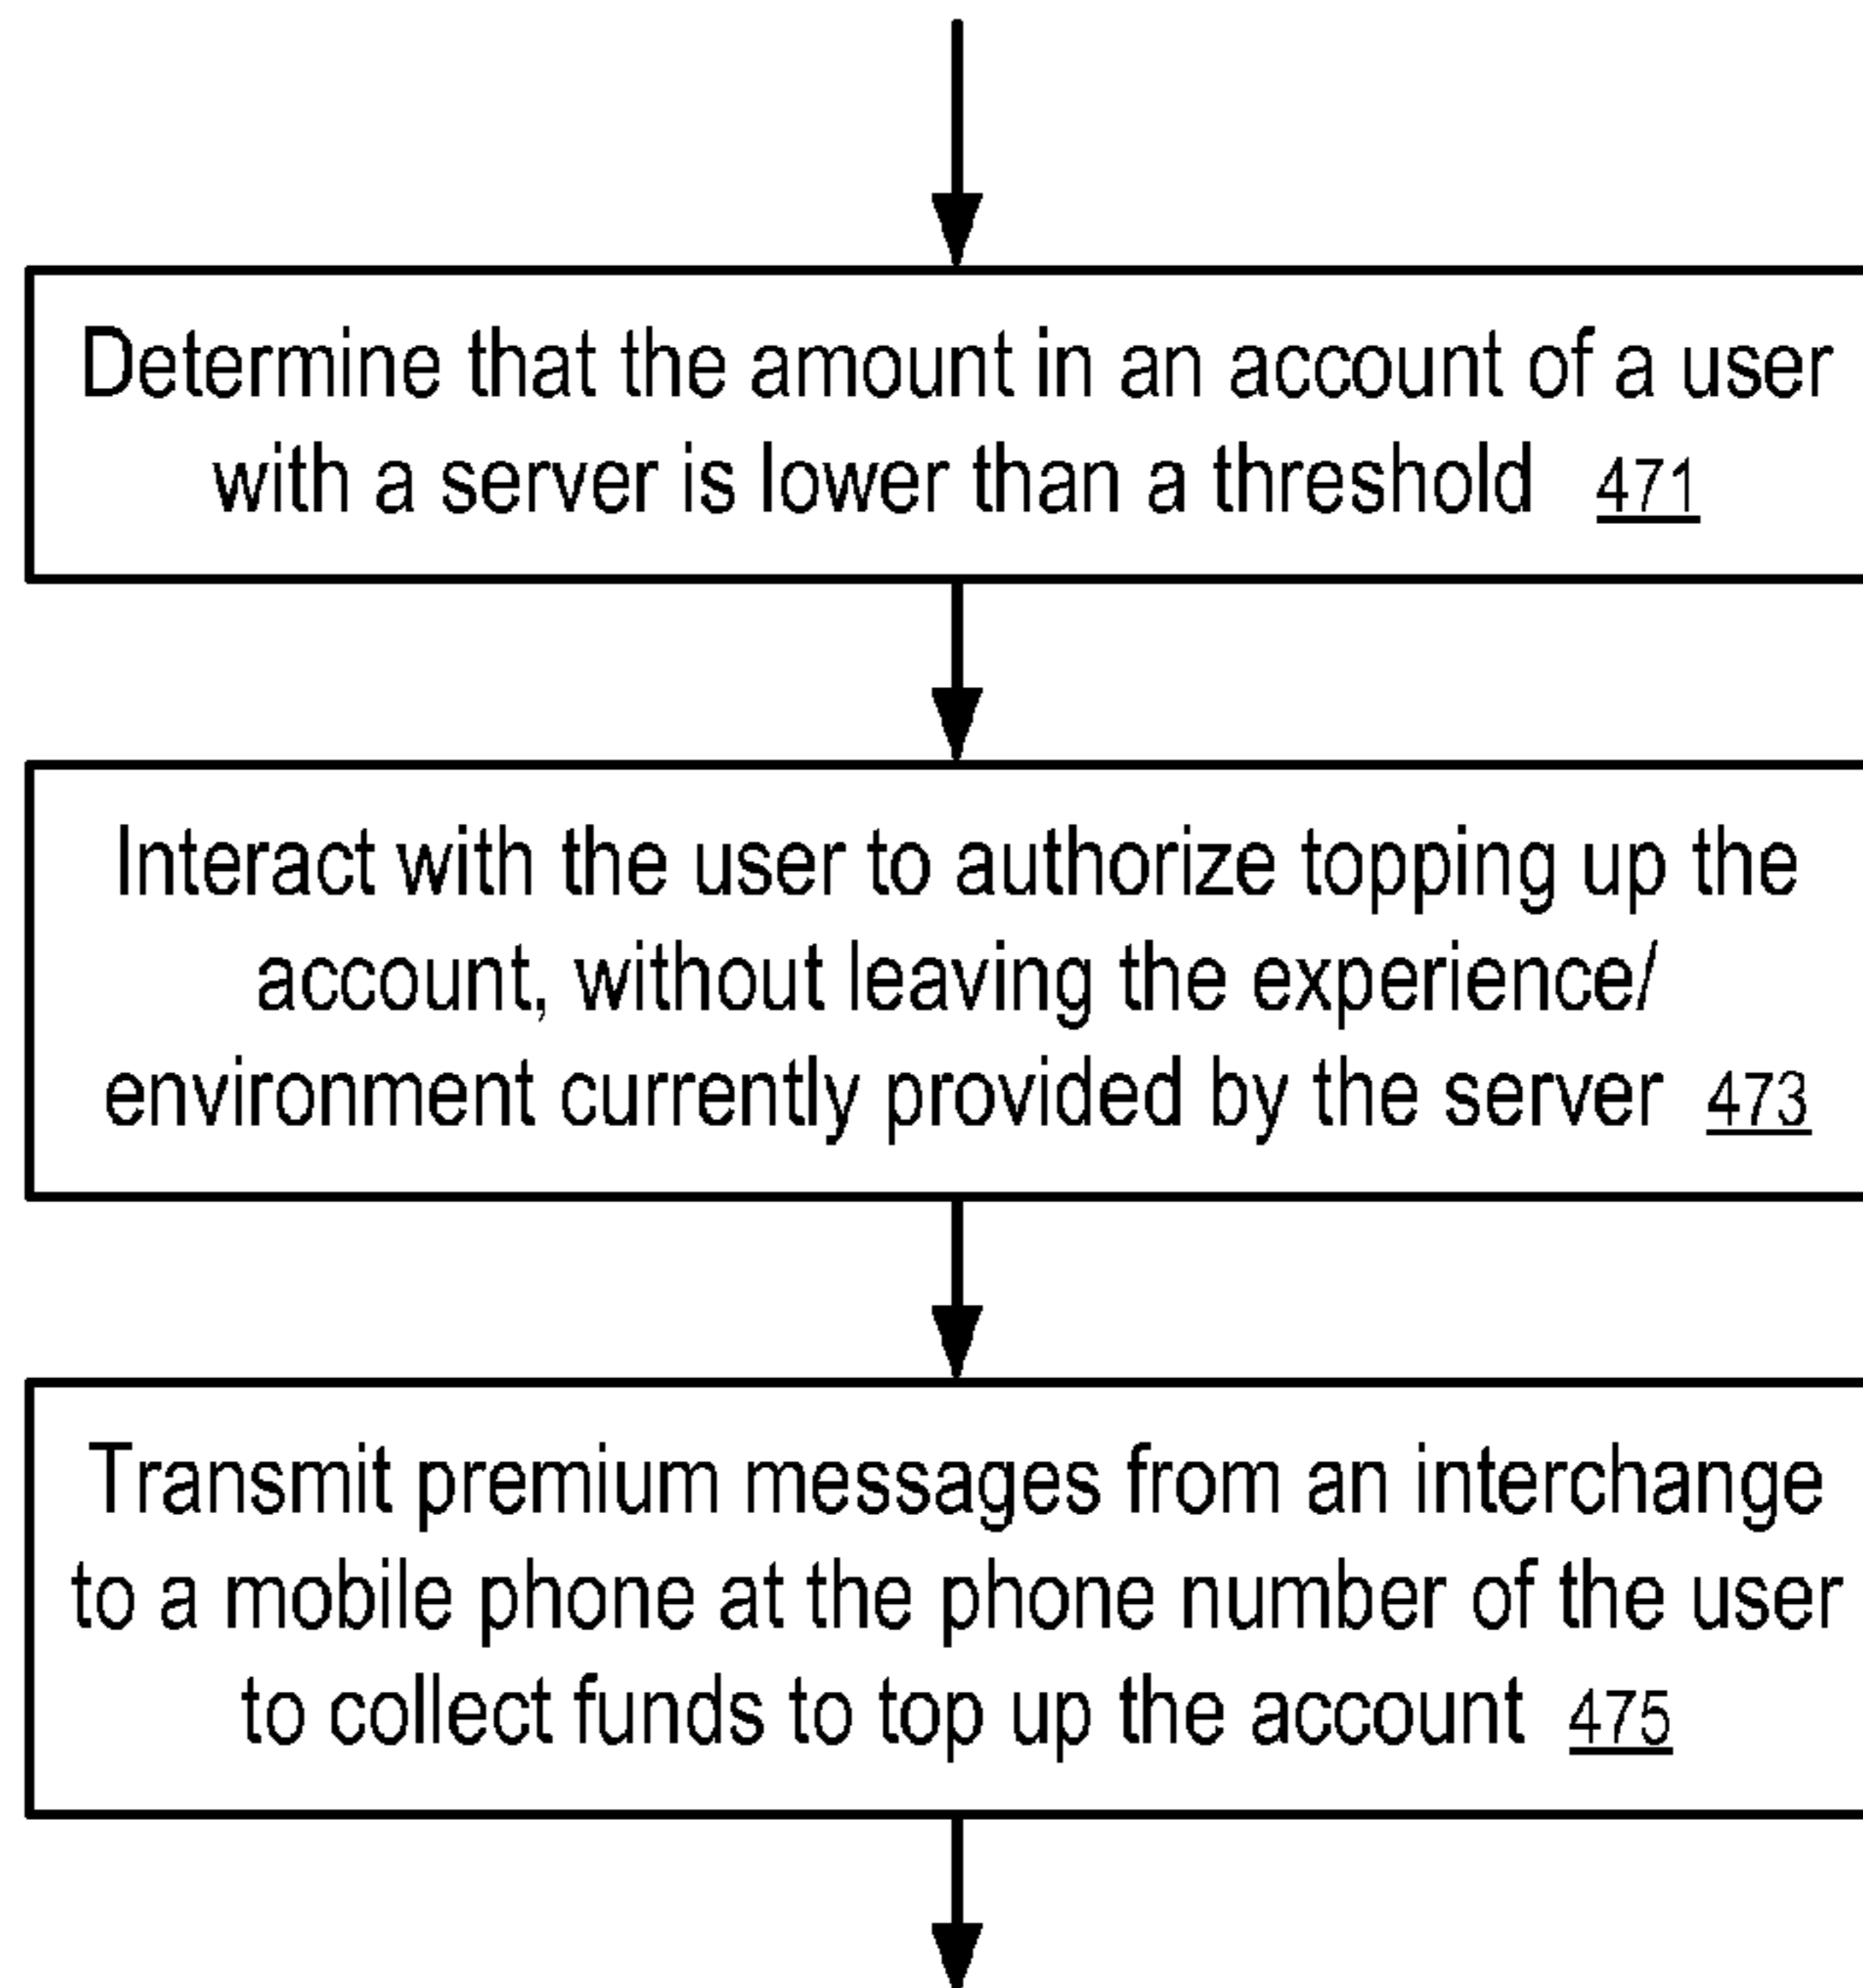 Determine that the amount in an account of a user
with a server is lower than a threshold 471
Interact with the user to authorize topping up the
account, without leaving the experience/
environment currently provided by the server 473
Transmit premium messages from an interchange
to a mobile phone at the phone number of the user
to collect funds to top up the account 475